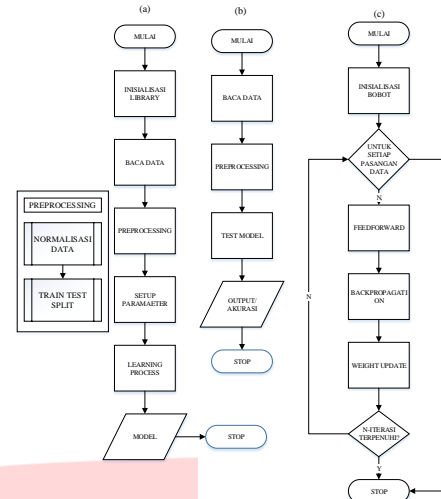 (a)
MULAI
INISIALISASI
LIBRARY
BACA DATA
PREPROCESSING
SETUP
PARAMAETER
LEARNING
PROCESS
MODEL
STOP
PREPROCESSING
NORMALISASI
DATA
TRAIN TEST
SPLIT
(b)
MULAI
BACA DATA
PREPROCESSING
TEST MODEL
OUTPUT/
AKURASI
STOP
(c)
MULAI
INISIALISASI
BOBOT
UNTUK
SETIAP
PASANGAN
DATA
N
FEEDFORWARD
BACKPROPAGATI
ON
WEIGHT UPDATE
N
N-ITERASI
TERPENUHI?
Y
STOP